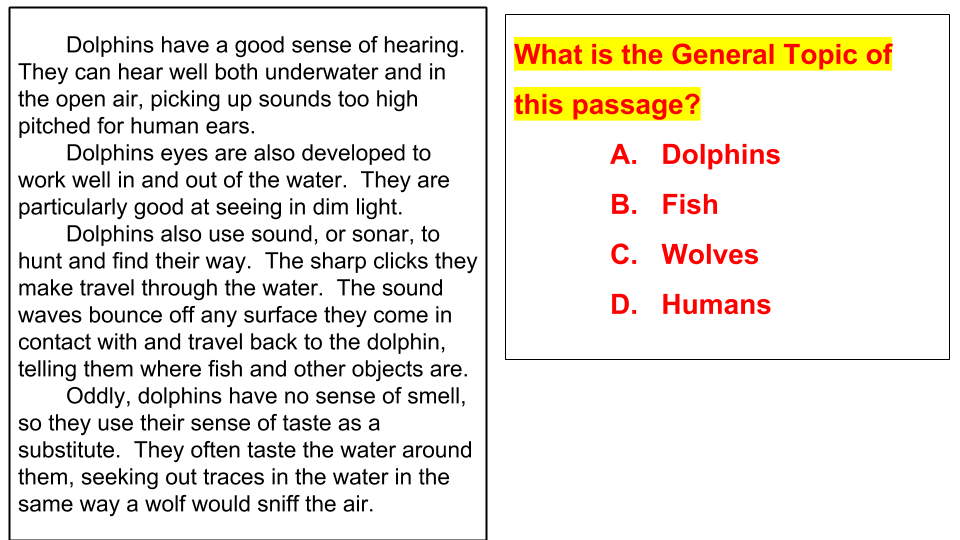 Dolphins have a good sense of hearing.
They can hear well both underwater and in
the open air, picking up sounds too high
pitched for human ears.
Dolphins eyes are also developed to
work well in and out of the water.  They are
particularly good at seeing in dim light.
Dolphins also use sound, or sonar, to
hunt and find their way.  The sharp clicks they
make travel through the water.  The sound
waves bounce off any surface they come in
contact with and travel back to the dolphin,
telling them where fish and other objects are.
Oddly, dolphins have no sense of smell,
so they use their sense of taste as a
substitute.  They often taste the water around
them, seeking out traces in the water in the
same way a wolf would sniff the air.
What is the General Topic of
this passage?
A. Dolphins
B. Fish
C. Wolves
D. Humans